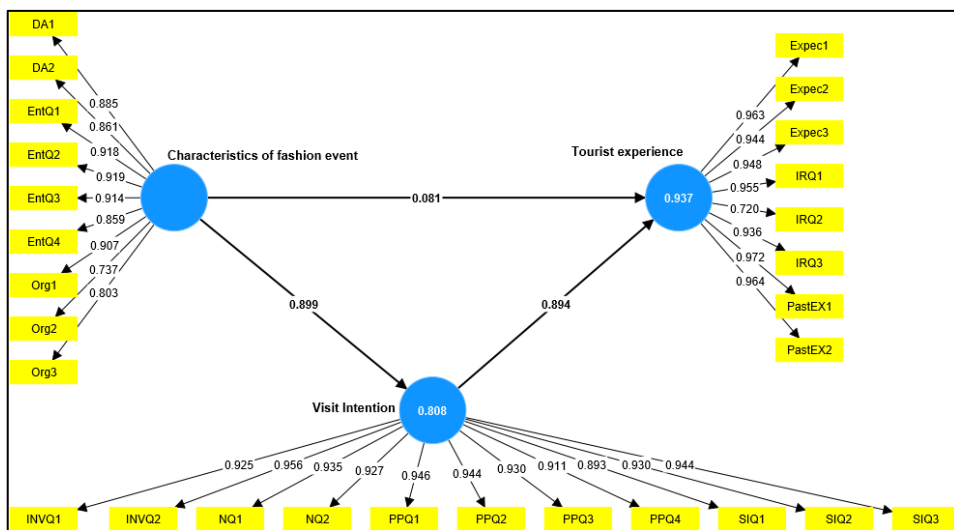 DA1
DA2
EntQ1
EntQ2
EntQ3
EntQ4
Org1
Org2
Org3
0.885
0.861
0.918
0.919
0.914
0.859
0.907
0.737
0.803
Characteristics of fashion event
0.081
0.899
0.894
Tourist experience
0.937
0.963
0.944
0.948
0.955
0.720
0.936
0.972
0.964
Expec1
Expec2
Expec3
IRQ1
IRQ2
IRQ3
PastEX1
PastEX2
Visit Intention
0.808
0.925
0.956
0.935
0.927
0.946
0.944
0.930
0.911
0.893
0.930
0.944
INVQ1
INVQ2
NQ1
NQ2
PPQ1
PPQ2
PPQ3
PPQ4
SIQ1
SIQ2
SIQ3